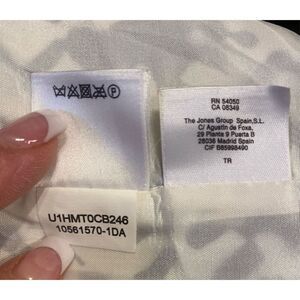 RN 54050
CA 08349
The Jones Group Spain,S.L.
C/ Agustín de Foxa,
29 Planta 9 Puerta B
28036 Madrid Spain
CIF B85998490
TR
U1HMT0CB246
10561570-1DA